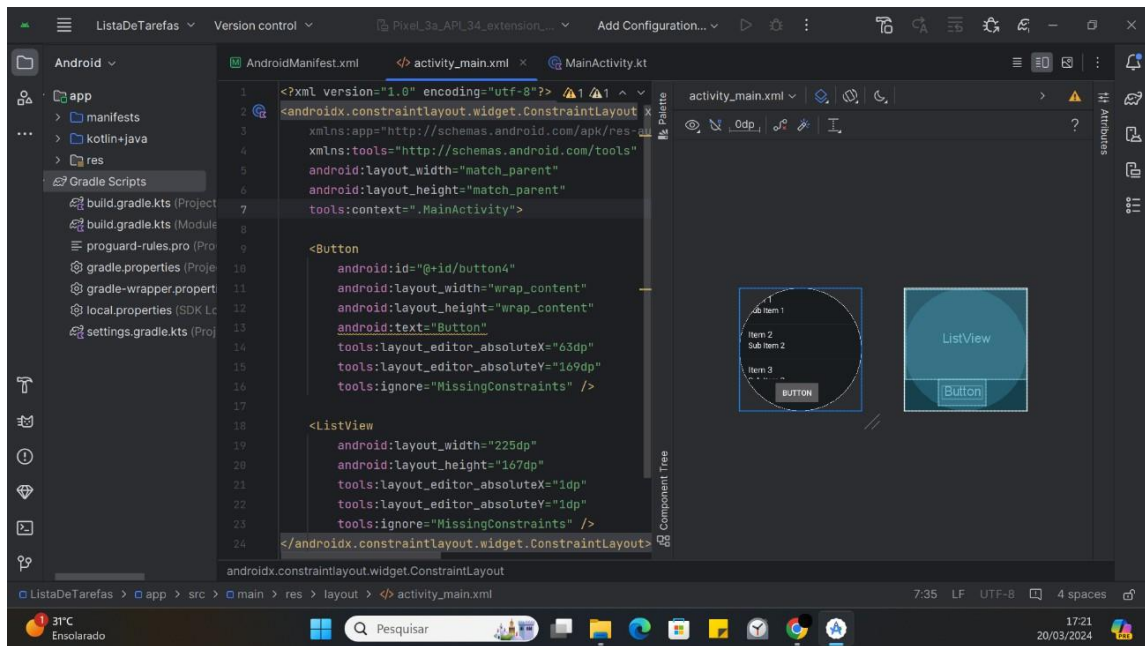 ListaDeTarefas
Version control
Pixel_3a_API_34_extension_...
Add Configuration...
Android
AndroidManifest.xml
activity_main.xml
MainActivity.kt
app
manifests
kotlin+java
res
Gradle Scripts
build.gradle.kts (Project
build.gradle.kts (Module
proguard-rules.pro (Pro
gradle.properties (Proje
gradle-wrapper.propert
local.properties (SDK Lo
settings.gradle.kts (Proj
1 <?xml version="1.0" encoding="utf-8"?> 1 1
2 <androidx.constraintlayout.widget.ConstraintLayout x
3 xmlns:app="http://schemas.android.com/apk/res-au
4 xmlns:tools="http://schemas.android.com/tools"
5 android:layout_width="match_parent"
6 android:layout_height="match_parent"
7 tools:context=".MainActivity">
8
9 <Button
10 android:id="@+id/button4"
11 android:layout_width="wrap_content"
12 android:layout_height="wrap_content"
13 android:text="Button"
14 tools:layout_editor_absoluteX="63dp"
15 tools:layout_editor_absoluteY="169dp"
16 tools:ignore="MissingConstraints" />
17
18 <ListView
19 android:layout_width="225dp"
20 android:layout_height="167dp"
21 tools:layout_editor_absoluteX="1dp"
22 tools:layout_editor_absoluteY="1dp"
23 tools:ignore="MissingConstraints" />
24 </androidx.constraintlayout.widget.ConstraintLayout>
androidx.constraintlayout.widget.ConstraintLayout
Palette
Component Tree
activity_main.xml
0dp
?
Attributes
1
Sub Item 1
Item 2
Sub Item 2
Item 3
BUTTON
ListView
Button
ListaDeTarefas > app > src > main > res > layout > activity_main.xml
7:35 LF UTF-8 4 spaces
1
31°C
Ensolarado
Pesquisar
17:21
20/03/2024
PRE